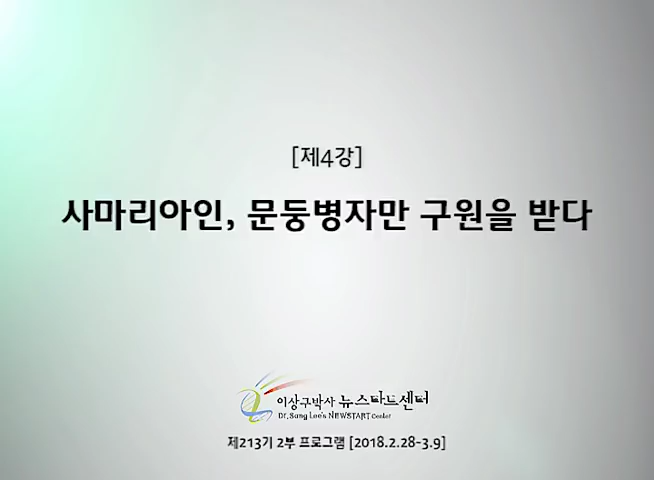 [제4강]
사마리아인, 문둥병자만 구원을 받다
이상구박사 뉴스타트센터
Dr. Sang Lee's NEWSTART Center
제213기 2부 프로그램 [2018.2.28-3.9]